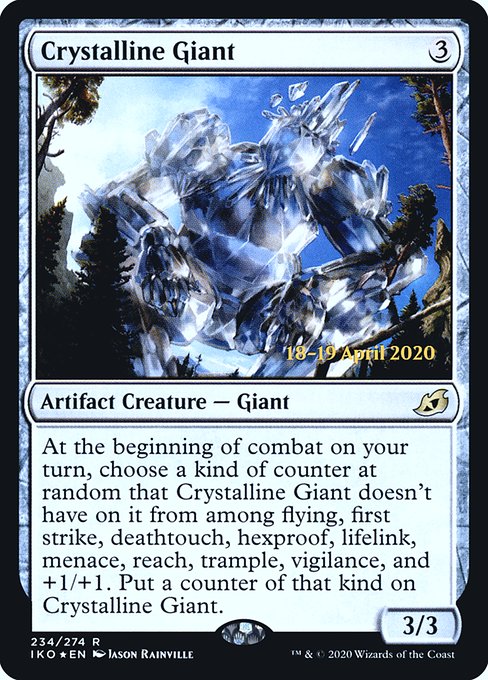 Crystalline Giant 3
18-19 April 2020
Artifact Creature — Giant
At the beginning of combat on your
turn, choose a kind of counter at
random that Crystalline Giant doesn't
have on it from among flying, first
strike, deathtouch, hexproof, lifelink,
menace, reach, trample, vigilance, and
+1/+1. Put a counter of that kind on
Crystalline Giant.
3/3
234/274 R
IKO ★ EN Jason Rainville
™ & © 2020 Wizards of the Coast